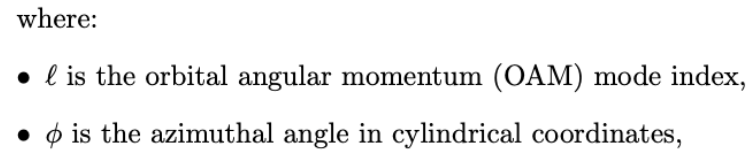 where:
• ℓ is the orbital angular momentum (OAM) mode index,
• ϕ is the azimuthal angle in cylindrical coordinates,